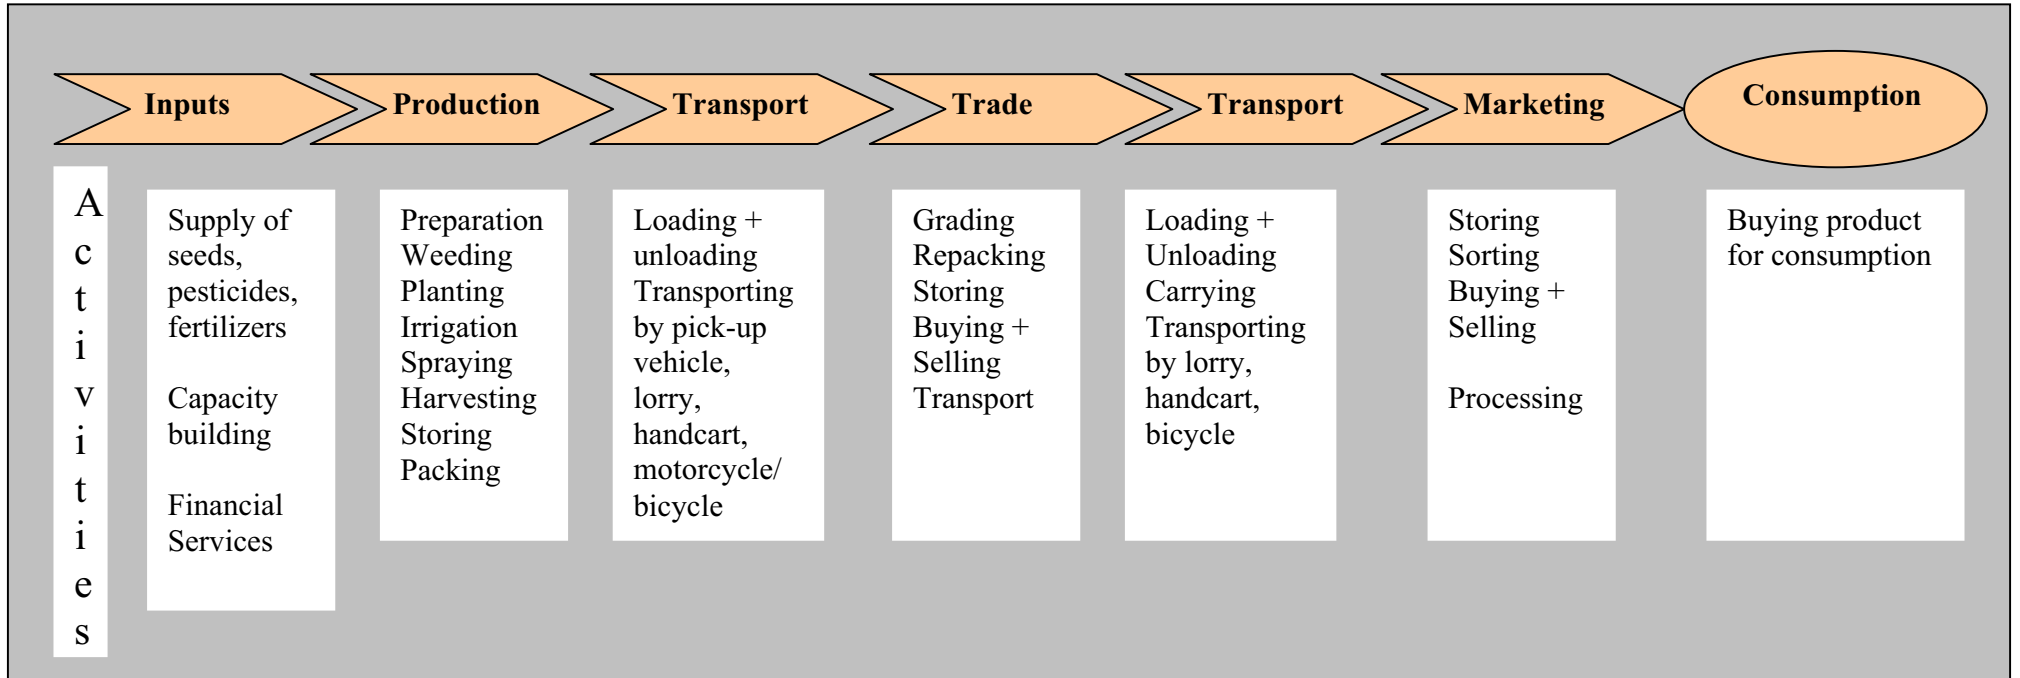 Inputs
Production
Transport
Trade
Transport
Marketing
Consumption
Activities
Supply of
seeds,
pesticides,
fertilizers
Capacity
building
Financial
Services
Preparation
Weeding
Planting
Irrigation
Spraying
Harvesting
Storing
Packing
Loading +
unloading
Transporting
by pick-up
vehicle,
lorry,
handcart,
motorcycle/
bicycle
Grading
Repacking
Storing
Buying +
Selling
Transport
Loading +
Unloading
Carrying
Transporting
by lorry,
handcart,
bicycle
Storing
Sorting
Buying +
Selling
Processing
Buying product
for consumption